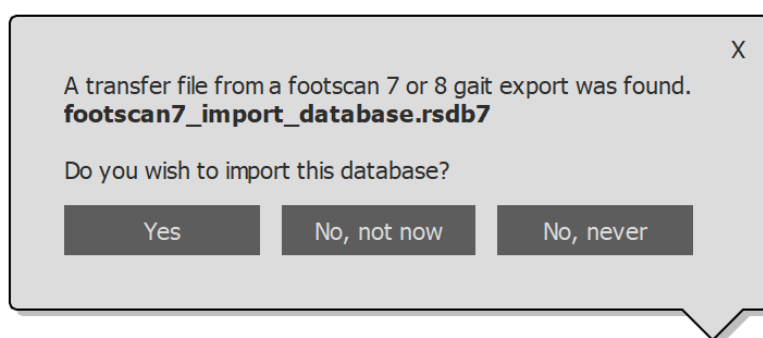 X
A transfer file from a footscan 7 or 8 gait export was found.
footscan7_import_database.rsdb7
Do you wish to import this database?
Yes
No, not now
No, never